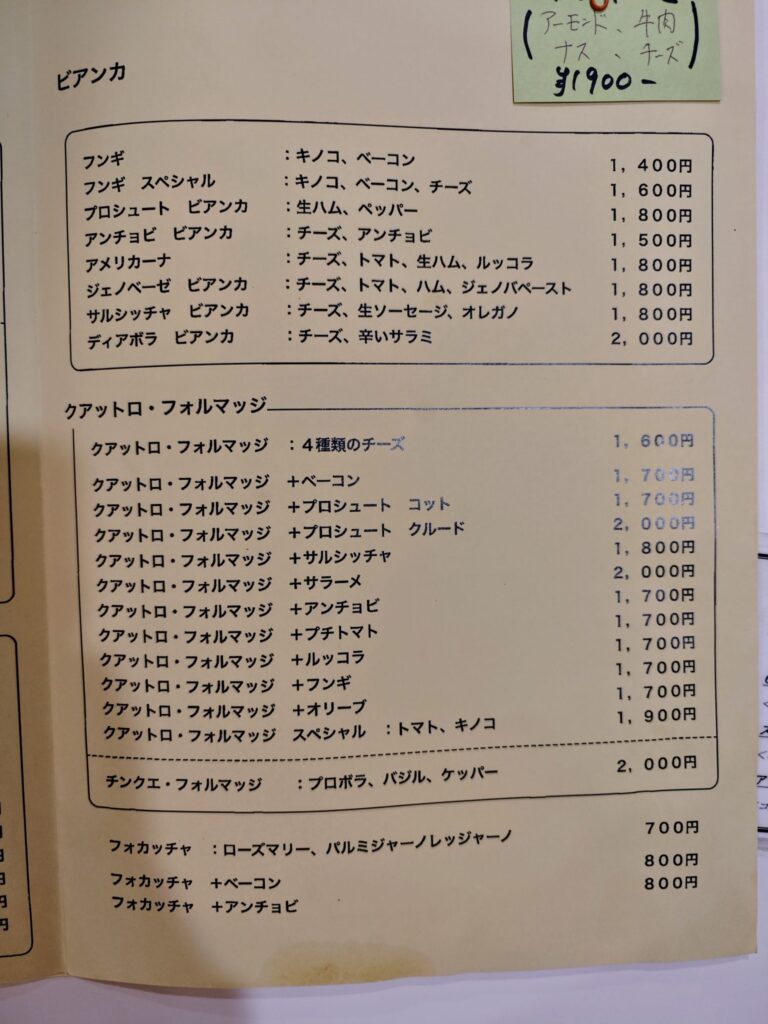 (アーモンド、牛肉
ナス、チーズ)
¥1900-
ビアンカ
フンギ ：キノコ、ベーコン 1，400円
フンギ スペシャル ：キノコ、ベーコン、チーズ 1，600円
プロシュート ビアンカ ：生ハム、ペッパー 1，800円
アンチョビ ビアンカ ：チーズ、アンチョビ 1，500円
アメリカーナ ：チーズ、トマト、生ハム、ルッコラ 1，800円
ジェノベーゼ ビアンカ ：チーズ、トマト、ハム、ジェノバペースト 1，800円
サルシッチャ ビアンカ ：チーズ、生ソーセージ、オレガノ 1，800円
ディアボラ ビアンカ ：チーズ、辛いサラミ 2，000円
クアットロ・フォルマッジ
クアットロ・フォルマッジ ：４種類のチーズ 1，600円
クアットロ・フォルマッジ ＋ベーコン 1，700円
クアットロ・フォルマッジ ＋プロシュート コット 1，700円
クアットロ・フォルマッジ ＋プロシュート クルード 2，000円
クアットロ・フォルマッジ ＋サルシッチャ 1，800円
クアットロ・フォルマッジ ＋サラーメ 2，000円
クアットロ・フォルマッジ ＋アンチョビ 1，700円
クアットロ・フォルマッジ ＋プチトマト 1，700円
クアットロ・フォルマッジ ＋ルッコラ 1，700円
クアットロ・フォルマッジ ＋フンギ 1，700円
クアットロ・フォルマッジ ＋オリーブ 1，700円
クアットロ・フォルマッジ スペシャル ：トマト、キノコ 1，900円
チンクエ・フォルマッジ ：プロボラ、バジル、ケッパー 2，000円
フォカッチャ ：ローズマリー、パルミジャーノレッジャーノ 700円
フォカッチャ ＋ベーコン 800円
フォカッチャ ＋アンチョビ 800円